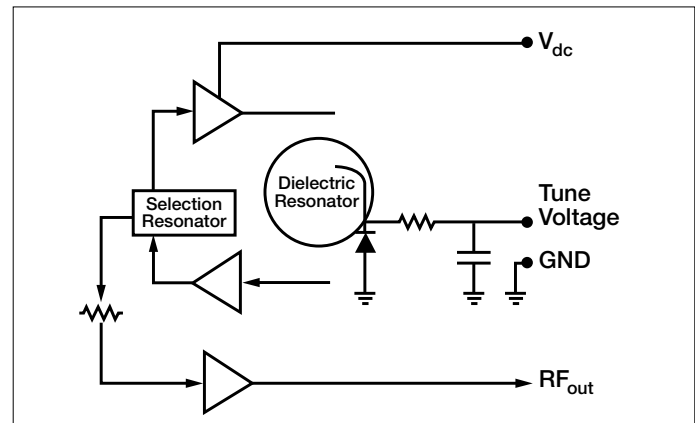 V_dc
Dielectric
Resonator
Selection
Resonator
Tune
Voltage
GND
RF_out